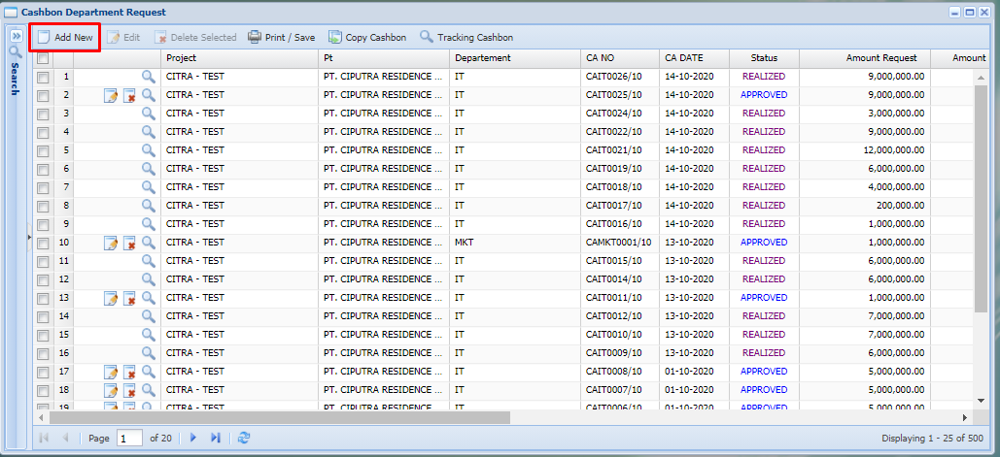 Cashbon Department Request
Add New Edit Delete Selected Print / Save Copy Cashbon Tracking Cashbon
Search
Project Pt Departement CA NO CA DATE Status Amount Request Amount
1 CITRA - TEST PT. CIPUTRA RESIDENCE ... IT CAIT0026/10 14-10-2020 REALIZED 9,000,000.00
2 CITRA - TEST PT. CIPUTRA RESIDENCE ... IT CAIT0025/10 14-10-2020 APPROVED 9,000,000.00
3 CITRA - TEST PT. CIPUTRA RESIDENCE ... IT CAIT0024/10 14-10-2020 REALIZED 3,000,000.00
4 CITRA - TEST PT. CIPUTRA RESIDENCE ... IT CAIT0022/10 14-10-2020 REALIZED 9,000,000.00
5 CITRA - TEST PT. CIPUTRA RESIDENCE ... IT CAIT0021/10 14-10-2020 REALIZED 12,000,000.00
6 CITRA - TEST PT. CIPUTRA RESIDENCE ... IT CAIT0019/10 14-10-2020 REALIZED 6,000,000.00
7 CITRA - TEST PT. CIPUTRA RESIDENCE ... IT CAIT0018/10 14-10-2020 REALIZED 4,000,000.00
8 CITRA - TEST PT. CIPUTRA RESIDENCE ... IT CAIT0017/10 14-10-2020 REALIZED 200,000.00
9 CITRA - TEST PT. CIPUTRA RESIDENCE ... IT CAIT0016/10 14-10-2020 REALIZED 1,000,000.00
10 CITRA - TEST PT. CIPUTRA RESIDENCE ... MKT CAMKT0001/10 13-10-2020 APPROVED 1,000,000.00
11 CITRA - TEST PT. CIPUTRA RESIDENCE ... IT CAIT0015/10 13-10-2020 REALIZED 6,000,000.00
12 CITRA - TEST PT. CIPUTRA RESIDENCE ... IT CAIT0014/10 13-10-2020 REALIZED 6,000,000.00
13 CITRA - TEST PT. CIPUTRA RESIDENCE ... IT CAIT0011/10 13-10-2020 APPROVED 1,000,000.00
14 CITRA - TEST PT. CIPUTRA RESIDENCE ... IT CAIT0012/10 13-10-2020 REALIZED 7,000,000.00
15 CITRA - TEST PT. CIPUTRA RESIDENCE ... IT CAIT0010/10 13-10-2020 REALIZED 7,000,000.00
16 CITRA - TEST PT. CIPUTRA RESIDENCE ... IT CAIT0009/10 13-10-2020 REALIZED 6,000,000.00
17 CITRA - TEST PT. CIPUTRA RESIDENCE ... IT CAIT0008/10 01-10-2020 APPROVED 5,000,000.00
18 CITRA - TEST PT. CIPUTRA RESIDENCE ... IT CAIT0007/10 01-10-2020 APPROVED 5,000,000.00
19 CITRA - TEST PT. CIPUTRA RESIDENCE ... IT CAIT0006/10 01-10-2020 APPROVED 5,000,000.00
Page 1 of 20 Displaying 1 - 25 of 500